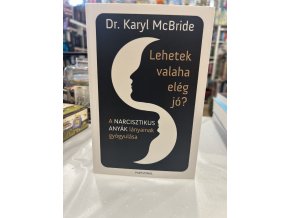 Dr. Karyl McBride
Lehetek
valaha
elég
jó?
A NARCISZTIKUS
ANYÁK lányainak
gyógyulása